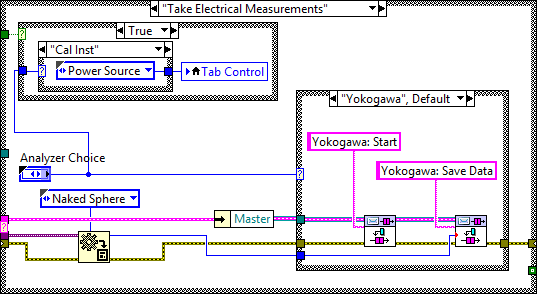 "Take Electrical Measurements"
True
"Cal Inst"
Power Source
Tab Control
"Yokogawa", Default
Yokogawa: Start
Analyzer Choice
Yokogawa: Save Data
Naked Sphere
Master